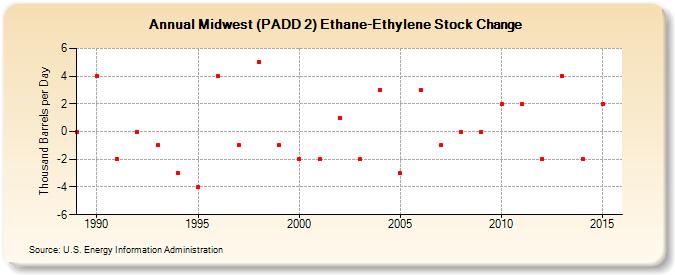 Annual Midwest (PADD 2) Ethane-Ethylene Stock Change
Thousand Barrels per Day
6
4
2
0
-2
-4
-6
1990 1995 2000 2005 2010 2015
Source: U.S. Energy Information Administration